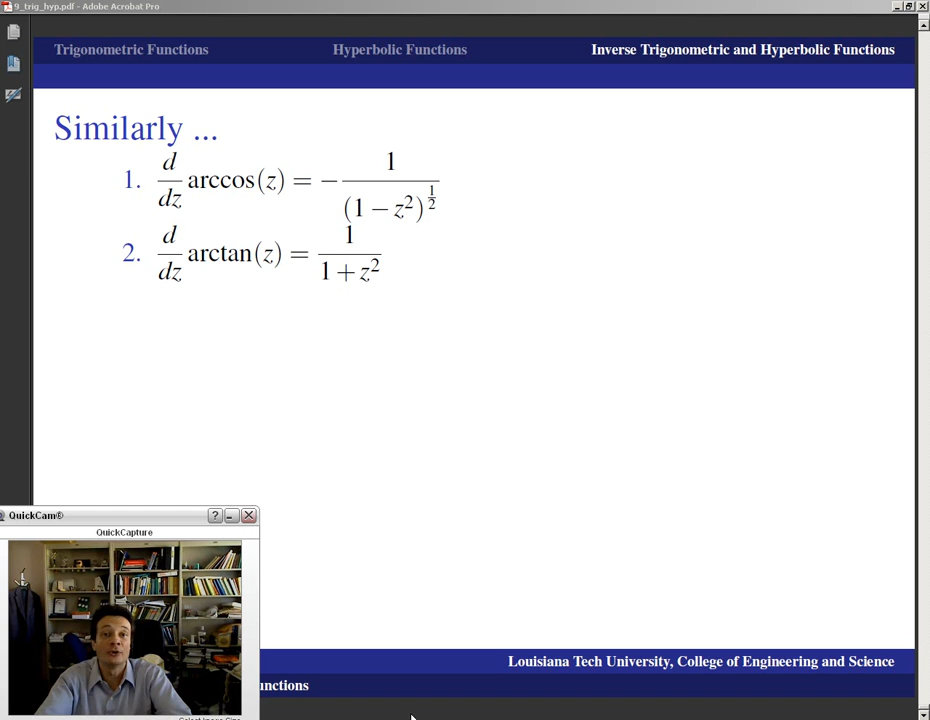 9_trig_hyp.pdf - Adobe Acrobat Pro
Trigonometric Functions Hyperbolic Functions Inverse Trigonometric and Hyperbolic Functions
Similarly ...
1. d/dz arccos(z) = − 1/(1 − z²)^{1/2}
2. d/dz arctan(z) = 1/(1 + z²)
QuickCam®
QuickCapture
Louisiana Tech University, College of Engineering and Science
unctions